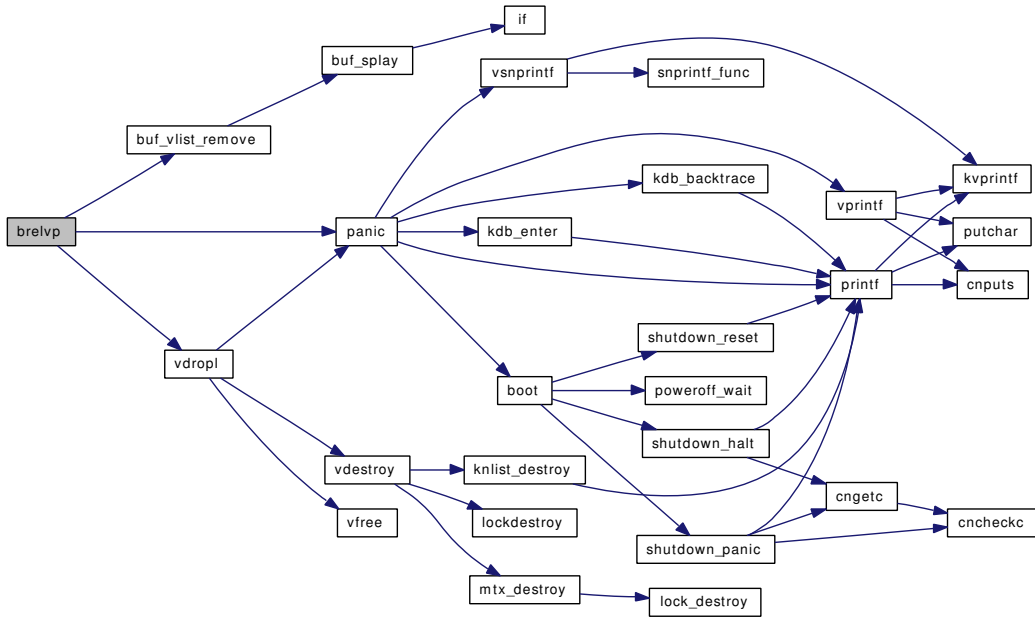 if
buf_splay
vsnprintf
snprintf_func
buf_vlist_remove
kdb_backtrace
kvprintf
vprintf
brelvp
panic
kdb_enter
putchar
printf
cnputs
shutdown_reset
vdropl
boot
poweroff_wait
shutdown_halt
vdestroy
knlist_destroy
cngetc
vfree
lockdestroy
cncheckc
shutdown_panic
mtx_destroy
lock_destroy